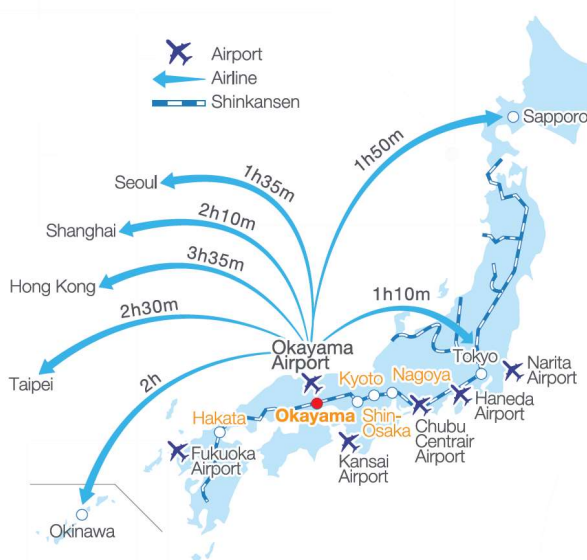 Airport
Airline
Shinkansen
Sapporo
1h50m
Seoul
1h35m
Shanghai
2h10m
Hong Kong
3h35m
Taipei
2h30m
2h
1h10m
Okayama
Airport
Tokyo
Narita
Airport
Haneda
Airport
Kyoto
Nagoya
Hakata
Okayama
Shin-
Osaka
Chubu
Centrair
Airport
Fukuoka
Airport
Kansai
Airport
Okinawa